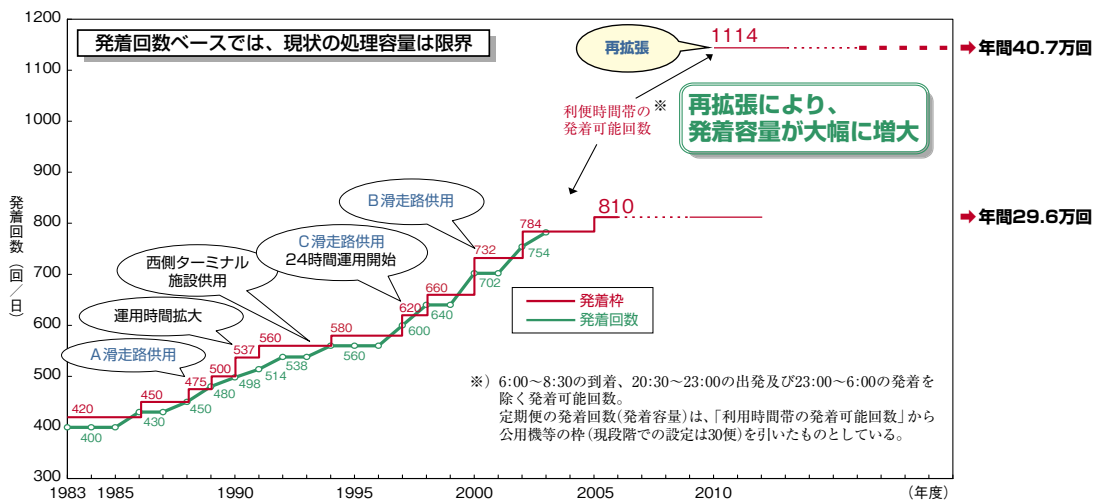 発着回数ベースでは、現状の処理容量は限界
再拡張
1114
年間40.7万回
利便時間帯の
発着可能回数
※
再拡張により、
発着容量が大幅に増大
810
年間29.6万回
B滑走路供用
C滑走路供用
24時間運用開始
西側ターミナル
施設供用
運用時間拡大
A滑走路供用
420
450
475
500
537
560
580
620
660
732
784
400
430
450
480
498
514
538
560
600
640
702
754
発着枠
発着回数
※）6:00～8:30の到着、20:30～23:00の出発及び23:00～6:00の発着を
除く発着可能回数。
定期便の発着回数（発着容量）は、「利用時間帯の発着可能回数」から
公用機等の枠（現段階での設定は30便）を引いたものとしている。
発着回数（回／日）
1200
1100
1000
900
800
700
600
500
400
300
1983 1985 1990 1995 2000 2005 2010 （年度）